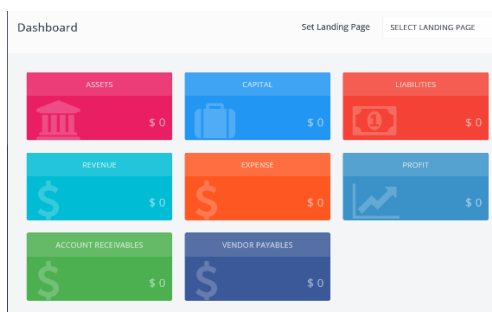 Dashboard
Set Landing Page
SELECT LANDING PAGE
ASSETS
$ 0
CAPITAL
$ 0
LIABILITIES
1
$ 0
REVENUE
$
$ 0
EXPENSE
$
$ 0
PROFIT
$ 0
ACCOUNT RECEIVABLES
$
$ 0
VENDOR PAYABLES
$
$ 0